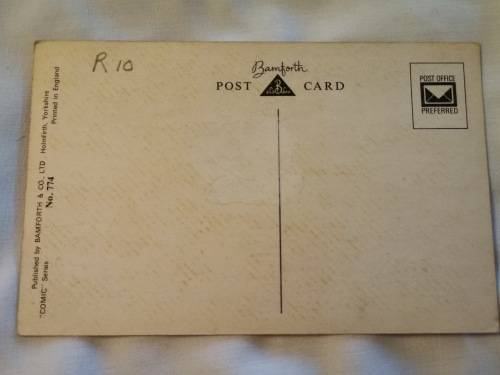 R 10
Bamforth
POST CARD
POST OFFICE
PREFERRED
Published by BAMFORTH & CO., LTD. Holmfirth, Yorkshire
"COMIC" Series No. 774 Printed in England